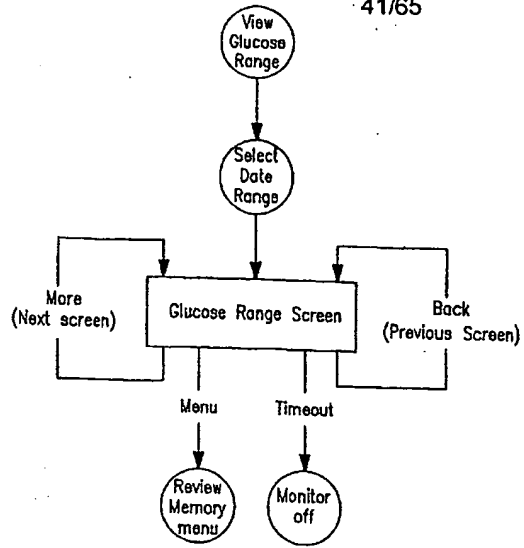 41/65
View
Glucose
Range
Select
Date
Range
More
(Next screen)
Glucose Range Screen
Back
(Previous Screen)
Menu
Timeout
Review
Memory
menu
Monitor
off